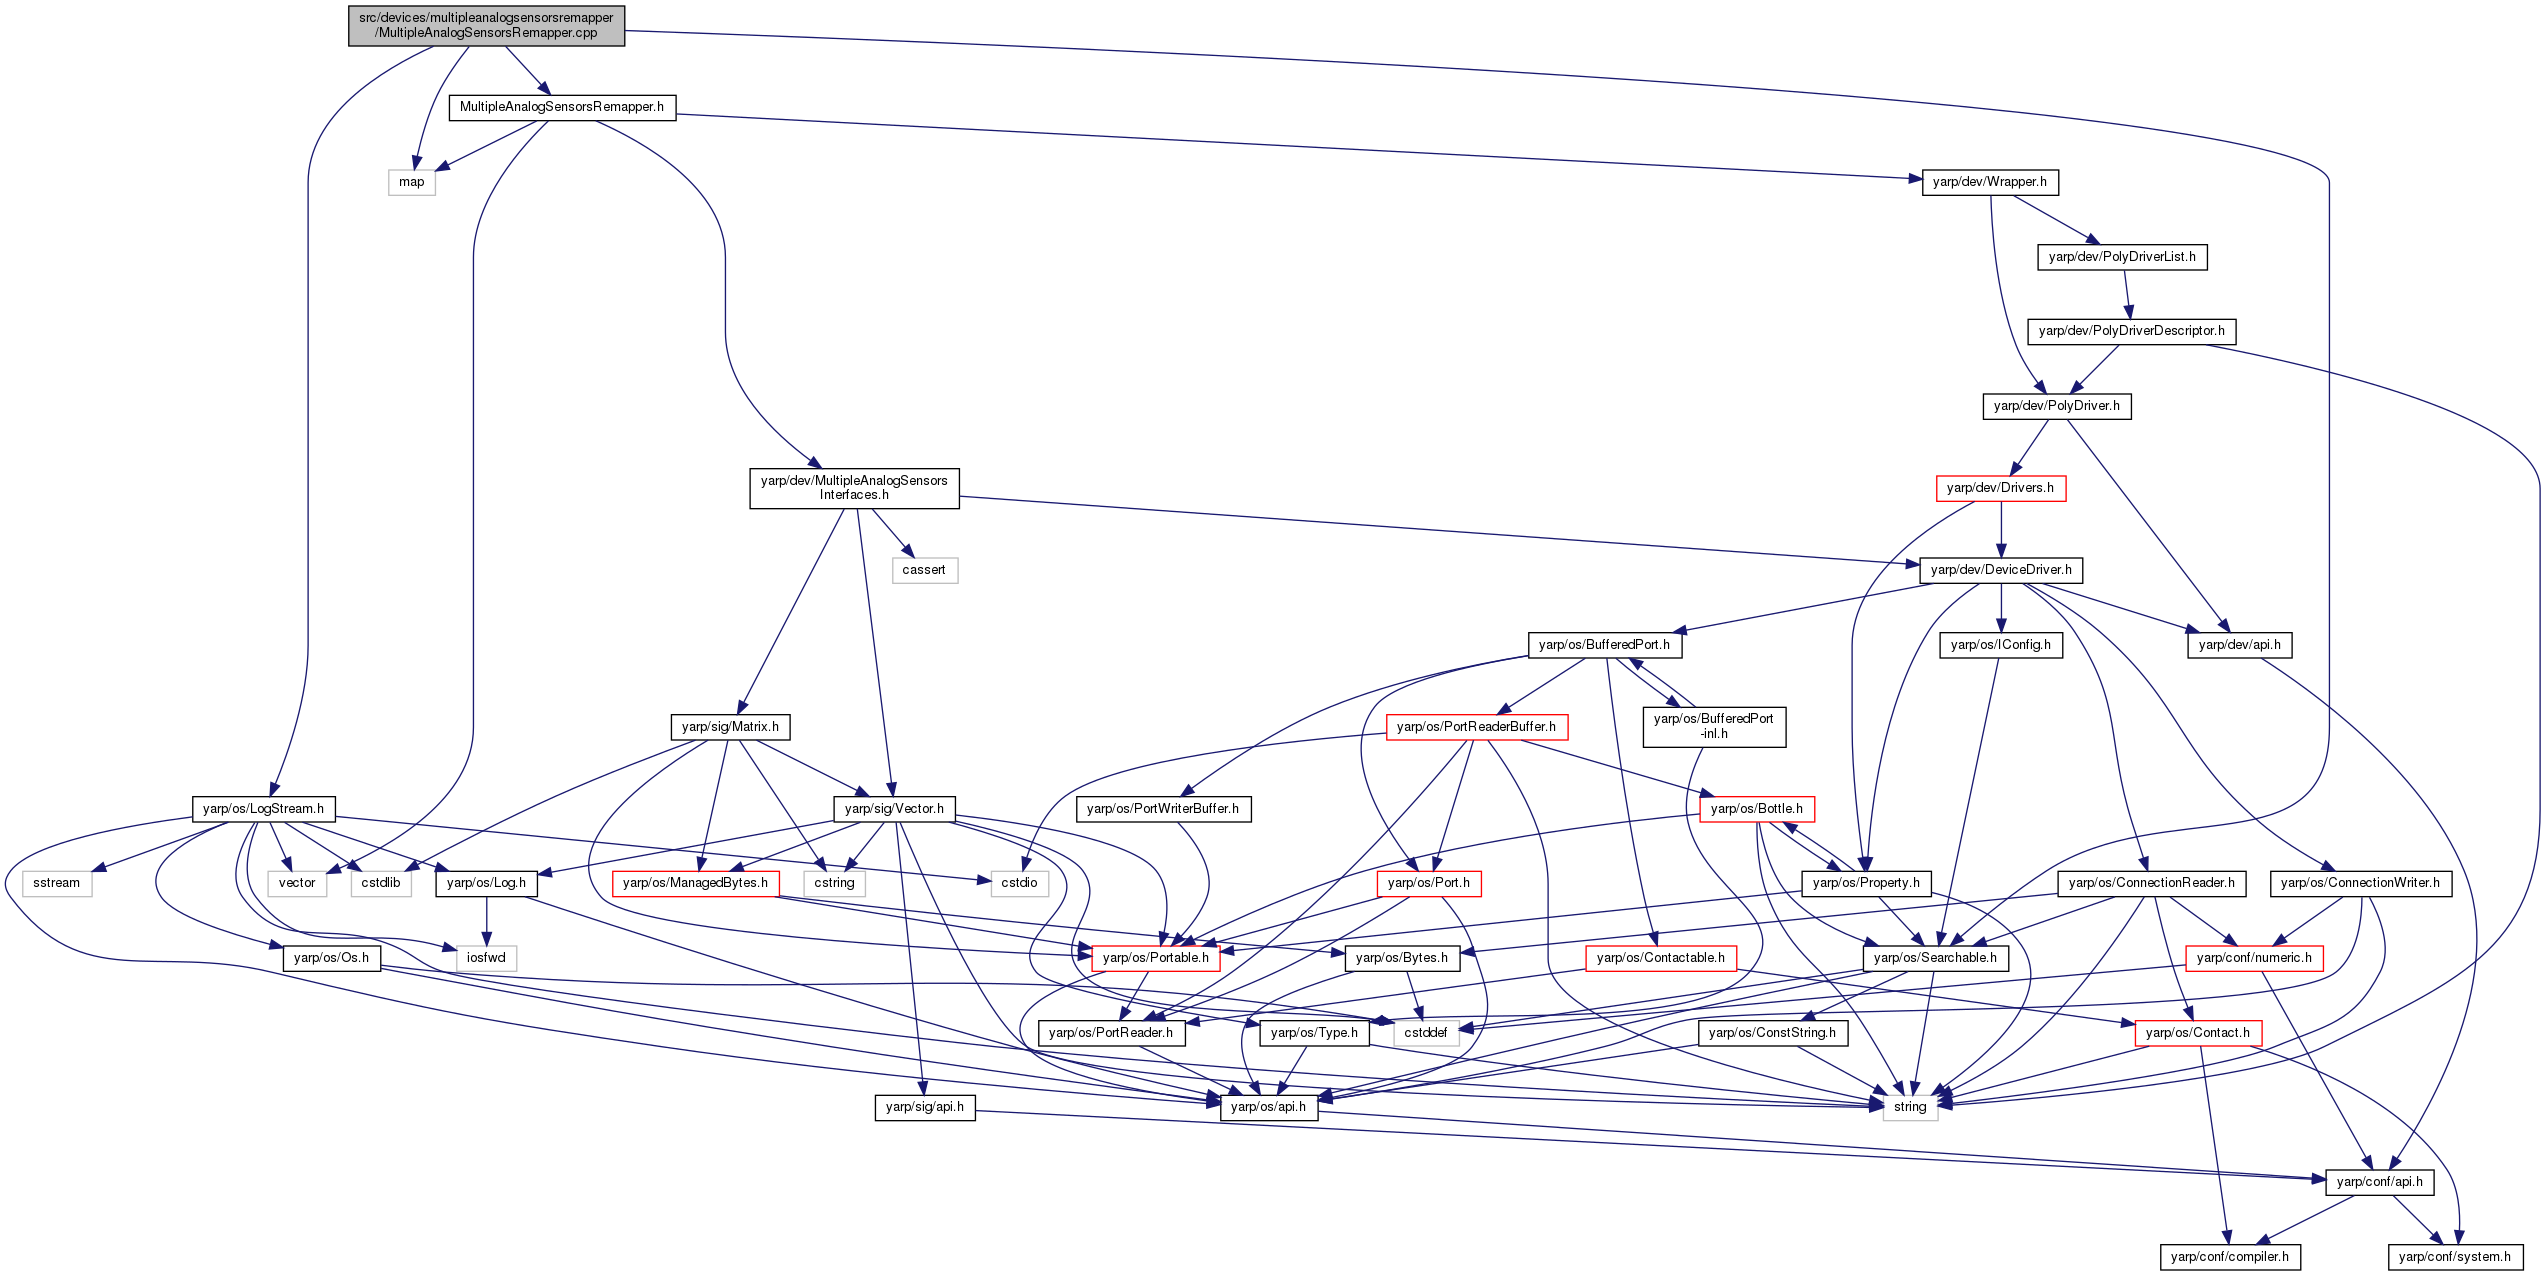 src/devices/multipleanalogsensorsremapper
/MultipleAnalogSensorsRemapper.cpp
MultipleAnalogSensorsRemapper.h
map
yarp/dev/Wrapper.h
yarp/dev/PolyDriverList.h
yarp/dev/PolyDriverDescriptor.h
yarp/dev/PolyDriver.h
yarp/dev/MultipleAnalogSensors
Interfaces.h
yarp/dev/Drivers.h
cassert
yarp/dev/DeviceDriver.h
yarp/os/BufferedPort.h
yarp/os/IConfig.h
yarp/dev/api.h
yarp/sig/Matrix.h
yarp/os/PortReaderBuffer.h
yarp/os/BufferedPort
-inl.h
yarp/os/LogStream.h
yarp/sig/Vector.h
yarp/os/PortWriterBuffer.h
yarp/os/Bottle.h
sstream
vector
cstdlib
yarp/os/Log.h
yarp/os/ManagedBytes.h
cstring
cstdio
yarp/os/Port.h
yarp/os/Property.h
yarp/os/ConnectionReader.h
yarp/os/ConnectionWriter.h
yarp/os/Os.h
iosfwd
yarp/os/Portable.h
yarp/os/Bytes.h
yarp/os/Contactable.h
yarp/os/Searchable.h
yarp/conf/numeric.h
yarp/os/PortReader.h
yarp/os/Type.h
cstddef
yarp/os/ConstString.h
yarp/os/Contact.h
yarp/sig/api.h
yarp/os/api.h
string
yarp/conf/api.h
yarp/conf/compiler.h
yarp/conf/system.h